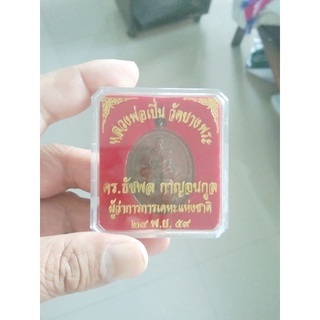 หลวงพ่อเปิ่น วัดบางพระ
ดร.ธัชพล กาญจนกูล
ผู้ว่าการการเคหะแห่งชาติ
๒๙ พ.ย. ๕๙